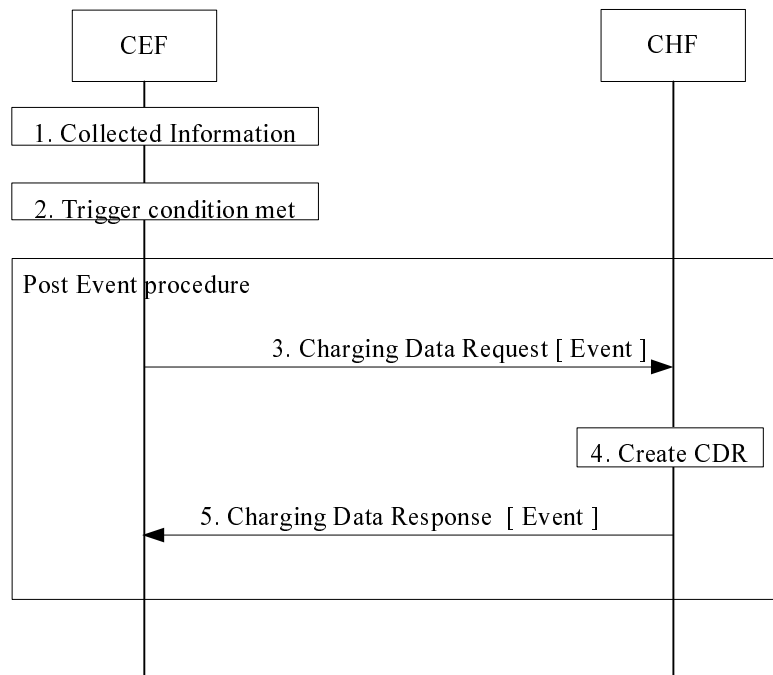 CEF
CHF
1. Collected Information
2. Trigger condition met
Post Event procedure
3. Charging Data Request [ Event ]
4. Create CDR
5. Charging Data Response [ Event ]